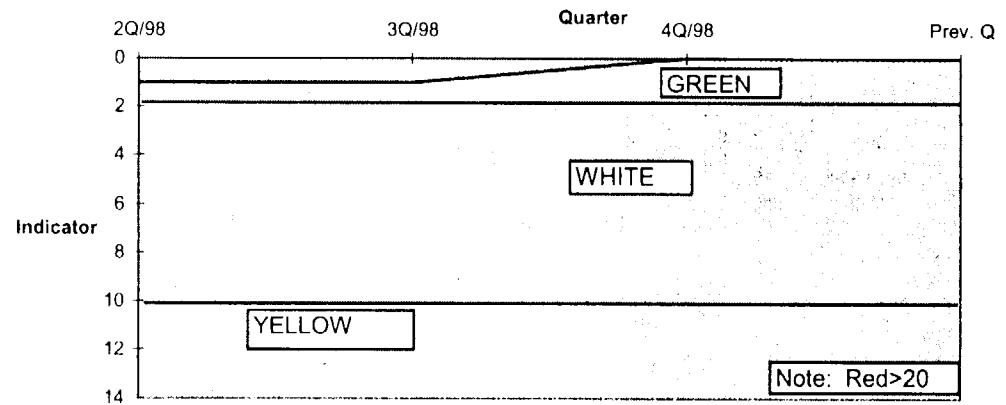 Quarter
2Q/98 3Q/98 4Q/98 Prev. Q
0
GREEN
2
4
WHITE
6
Indicator
8
10
YELLOW
12
Note: Red>20
14